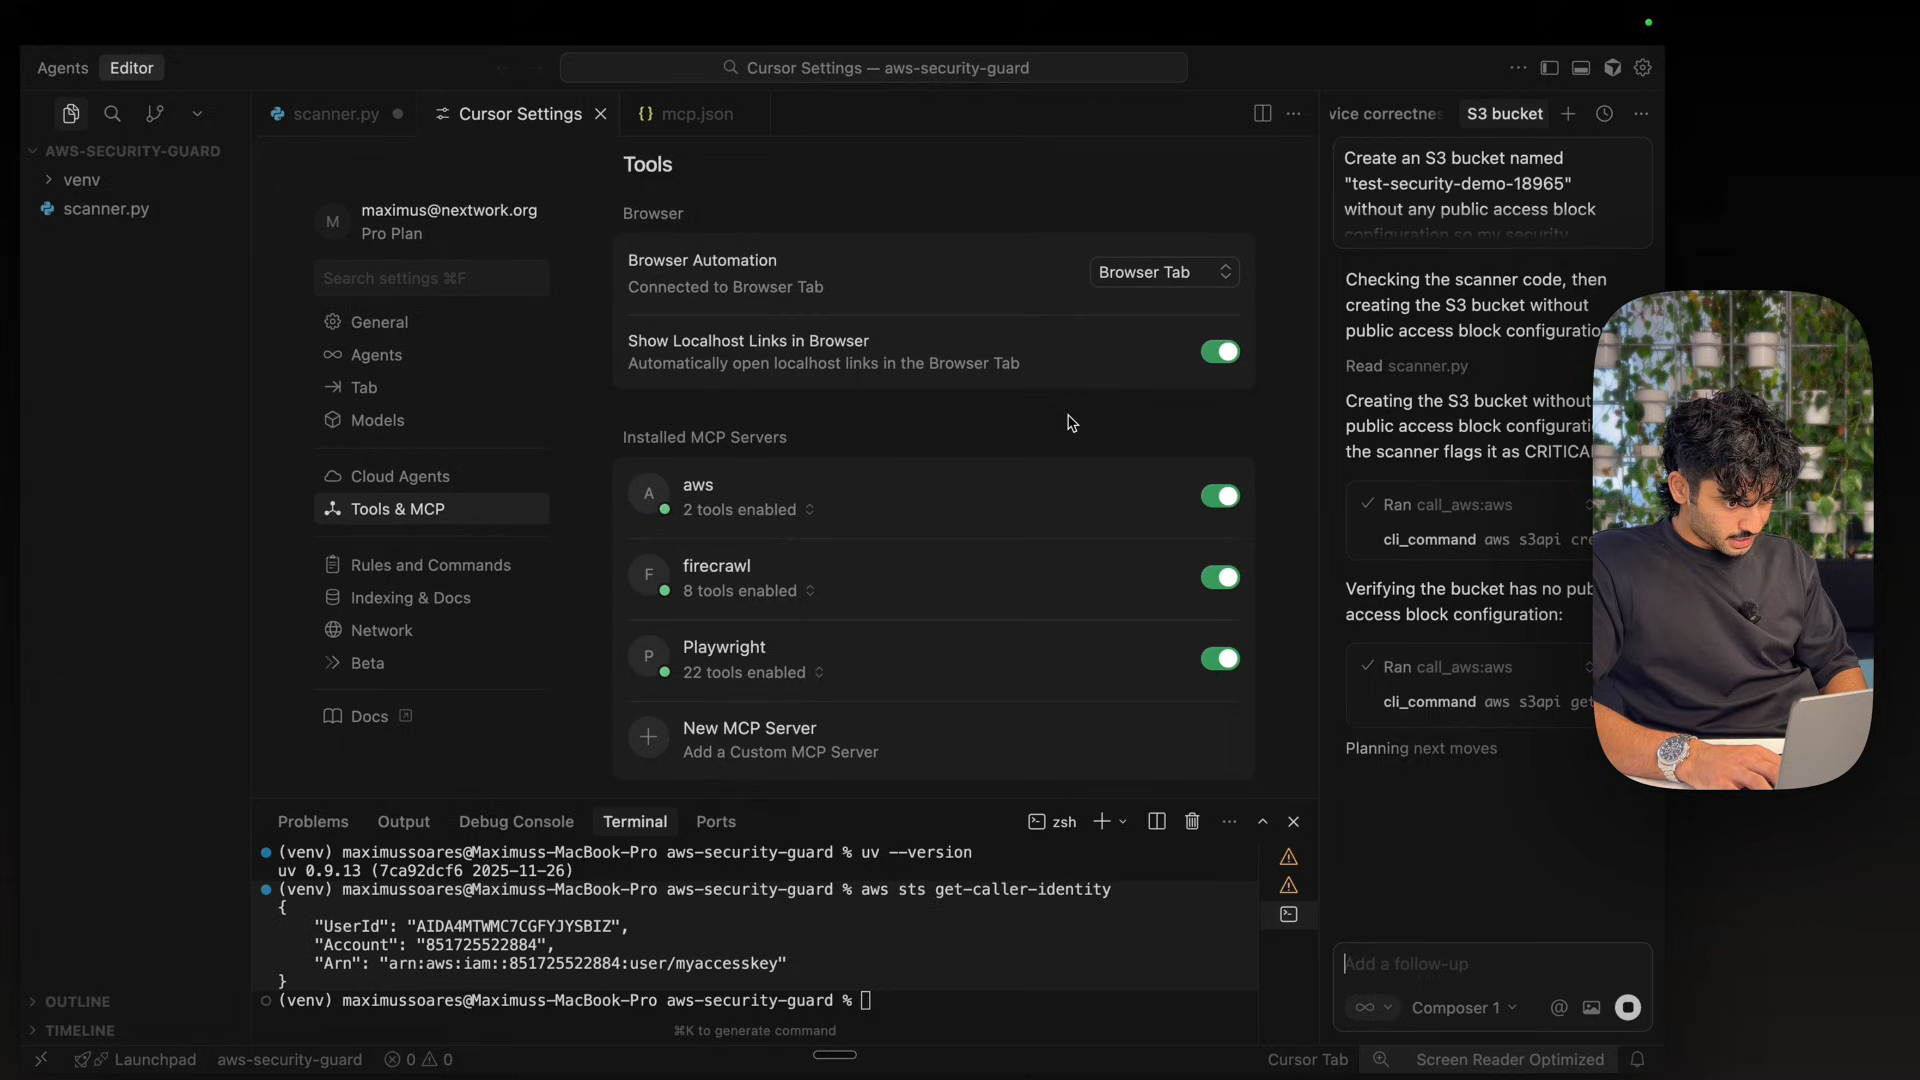 Agents
Editor
Cursor Settings — aws-security-guard
AWS-SECURITY-GUARD
venv
scanner.py
OUTLINE
TIMELINE
scanner.py
Cursor Settings
{} mcp.json
M
maximus@nextwork.org
Pro Plan
Search settings ⌘F
General
Agents
Tab
Models
Cloud Agents
Tools & MCP
Rules and Commands
Indexing & Docs
Network
Beta
Docs
Tools
Browser
Browser Automation
Connected to Browser Tab
Browser Tab
Show Localhost Links in Browser
Automatically open localhost links in the Browser Tab
Installed MCP Servers
A
aws
2 tools enabled
F
firecrawl
8 tools enabled
P
Playwright
22 tools enabled
New MCP Server
Add a Custom MCP Server
Problems
Output
Debug Console
Terminal
Ports
zsh
(venv) maximussoares@Maximuss-MacBook-Pro aws-security-guard % uv --version
uv 0.9.13 (7ca92dcf6 2025-11-26)
(venv) maximussoares@Maximuss-MacBook-Pro aws-security-guard % aws sts get-caller-identity
{
"UserId": "AIDA4MTWMC7CGFYJYSBIZ",
"Account": "851725522884",
"Arn": "arn:aws:iam::851725522884:user/myaccesskey"
}
(venv) maximussoares@Maximuss-MacBook-Pro aws-security-guard %
⌘K to generate command
vice correctnes
S3 bucket
Create an S3 bucket named
"test-security-demo-18965"
without any public access block
configuration so my security
Checking the scanner code, then
creating the S3 bucket without
public access block configuratio
Read scanner.py
Creating the S3 bucket without
public access block configurati
the scanner flags it as CRITICA
Ran call_aws:aws
cli_command aws s3api cre
Verifying the bucket has no pub
access block configuration:
Ran call_aws:aws
cli_command aws s3api get
Planning next moves
Add a follow-up
Composer 1
@
Launchpad
aws-security-guard
0
0
Cursor Tab
Screen Reader Optimized